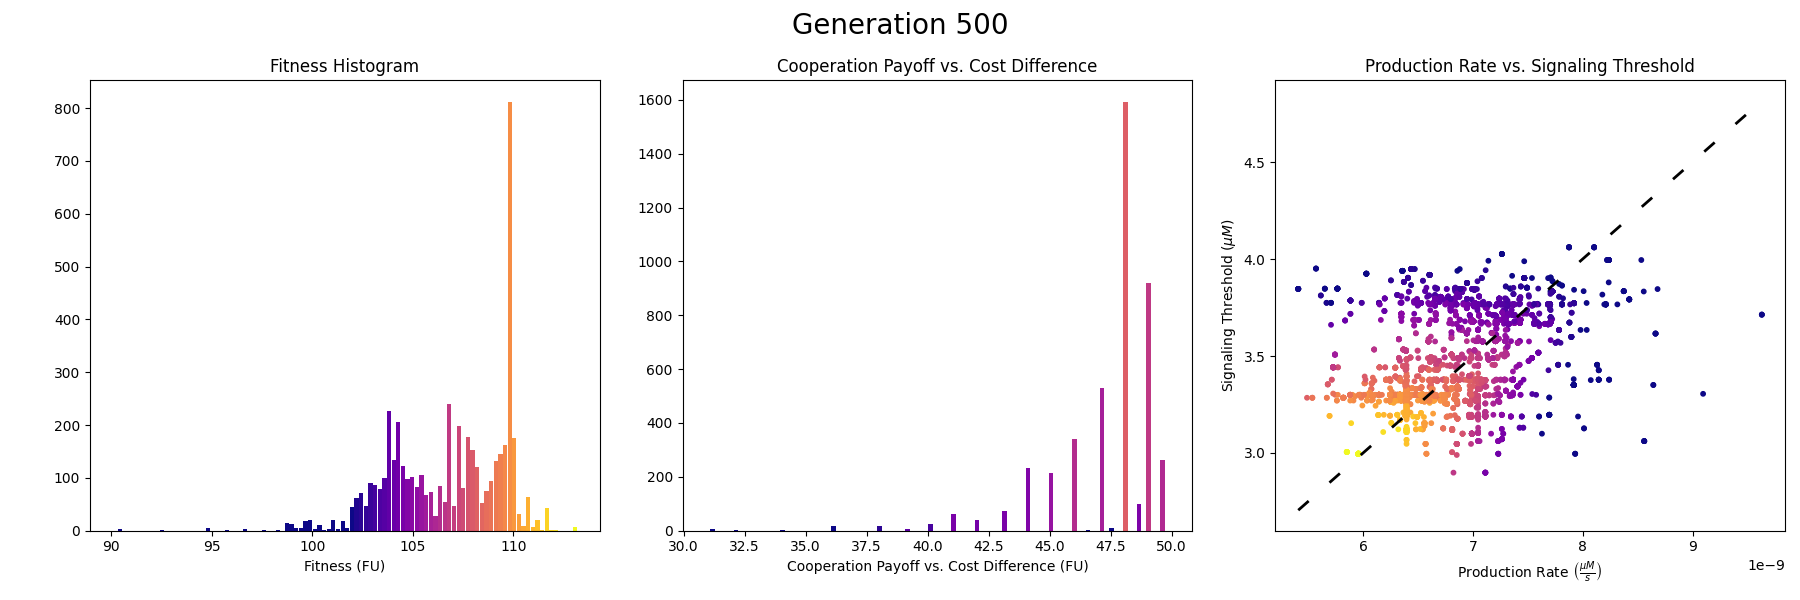 Generation 500
Fitness Histogram
800
700
600
500
400
300
200
100
0
90 95 100 105 110
Fitness (FU)
Cooperation Payoff vs. Cost Difference
1600
1400
1200
1000
800
600
400
200
0
30.0 32.5 35.0 37.5 40.0 42.5 45.0 47.5 50.0
Cooperation Payoff vs. Cost Difference (FU)
Production Rate vs. Signaling Threshold
Signaling Threshold (μM)
4.5
4.0
3.5
3.0
6 7 8 9
1e−9
Production Rate (μM/s)